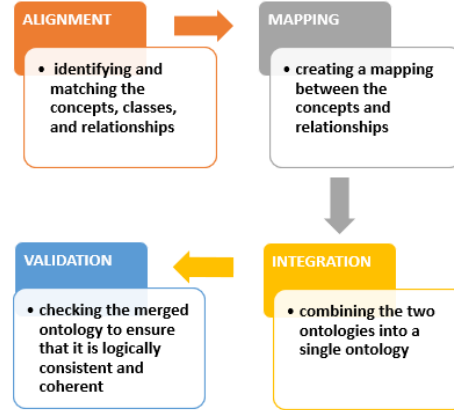 ALIGNMENT
• identifying and
matching the
concepts, classes,
and relationships
MAPPING
• creating a mapping
between the
concepts and
relationships
INTEGRATION
• combining the two
ontologies into a
single ontology
VALIDATION
• checking the merged
ontology to ensure
that it is logically
consistent and
coherent